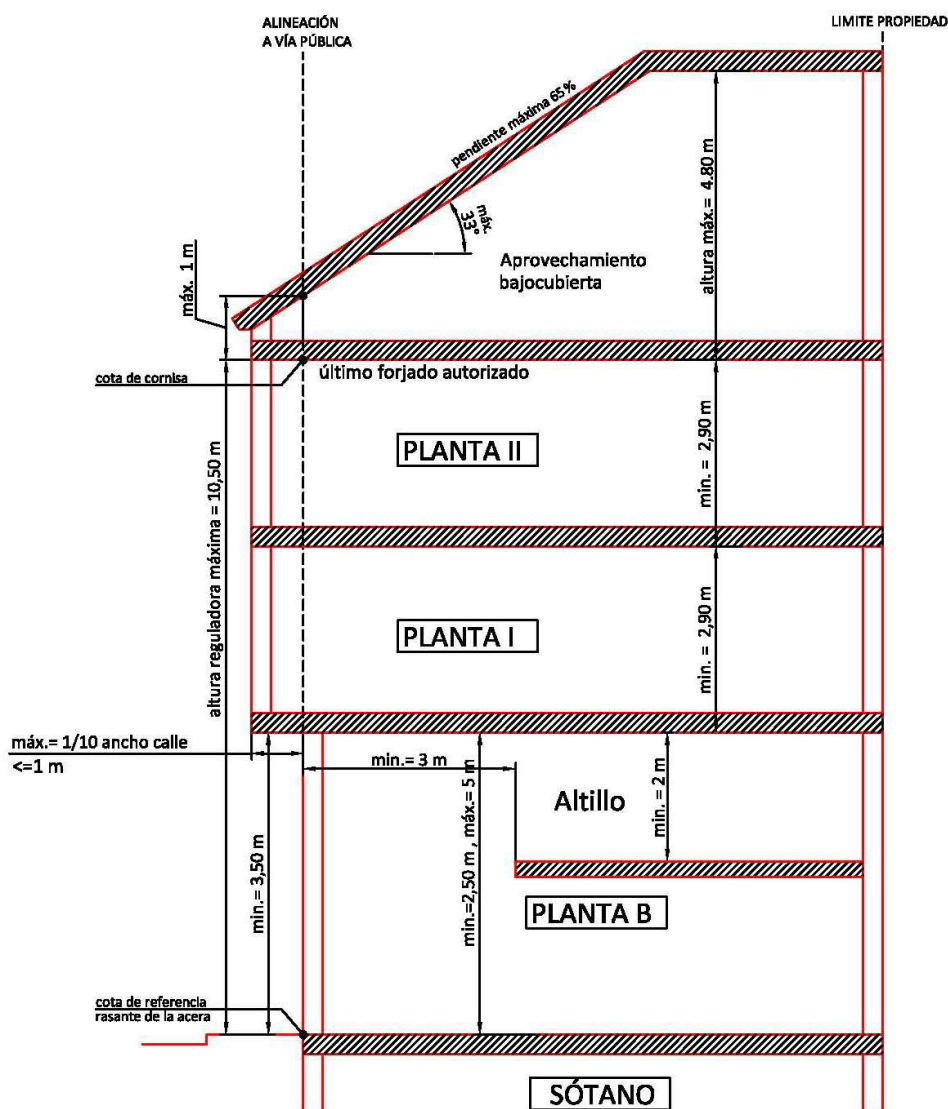 ALINEACIÓN
A VÍA PÚBLICA
LIMITE PROPIEDAD
pendiente máxima 65%
máx.
33°
altura máx.= 4.80 m
máx. 1 m
Aprovechamiento
bajocubierta
cota de cornisa
último forjado autorizado
PLANTA II
min. = 2,90 m
altura reguladora máxima = 10,50 m
PLANTA I
min. = 2,90 m
máx.= 1/10 ancho calle
<=1 m
min.= 3 m
Altillo
min. = 2 m
min.= 3,50 m
min.=2,50 m , máx.= 5 m
PLANTA B
cota de referencia
rasante de la acera
SÓTANO